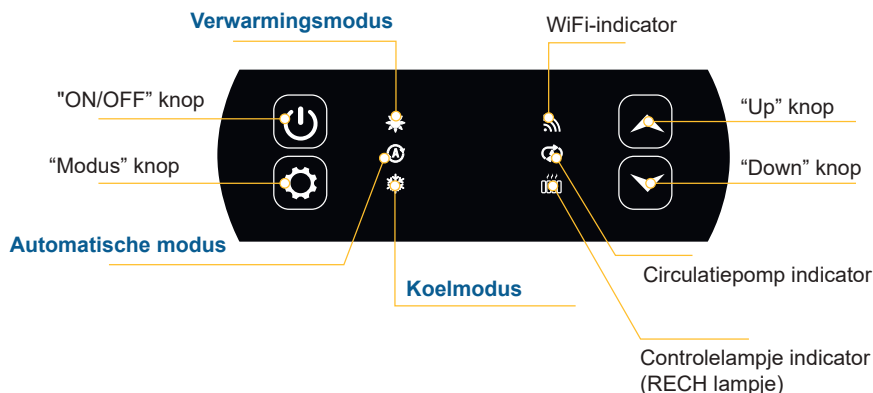 Verwarmingsmodus
WiFi-indicator
"ON/OFF” knop
“Up” knop
“Modus” knop
“Down” knop
A
Automatische modus
Koelmodus
Circulatiepomp indicator
Controlelampje indicator
(RECH lampje)